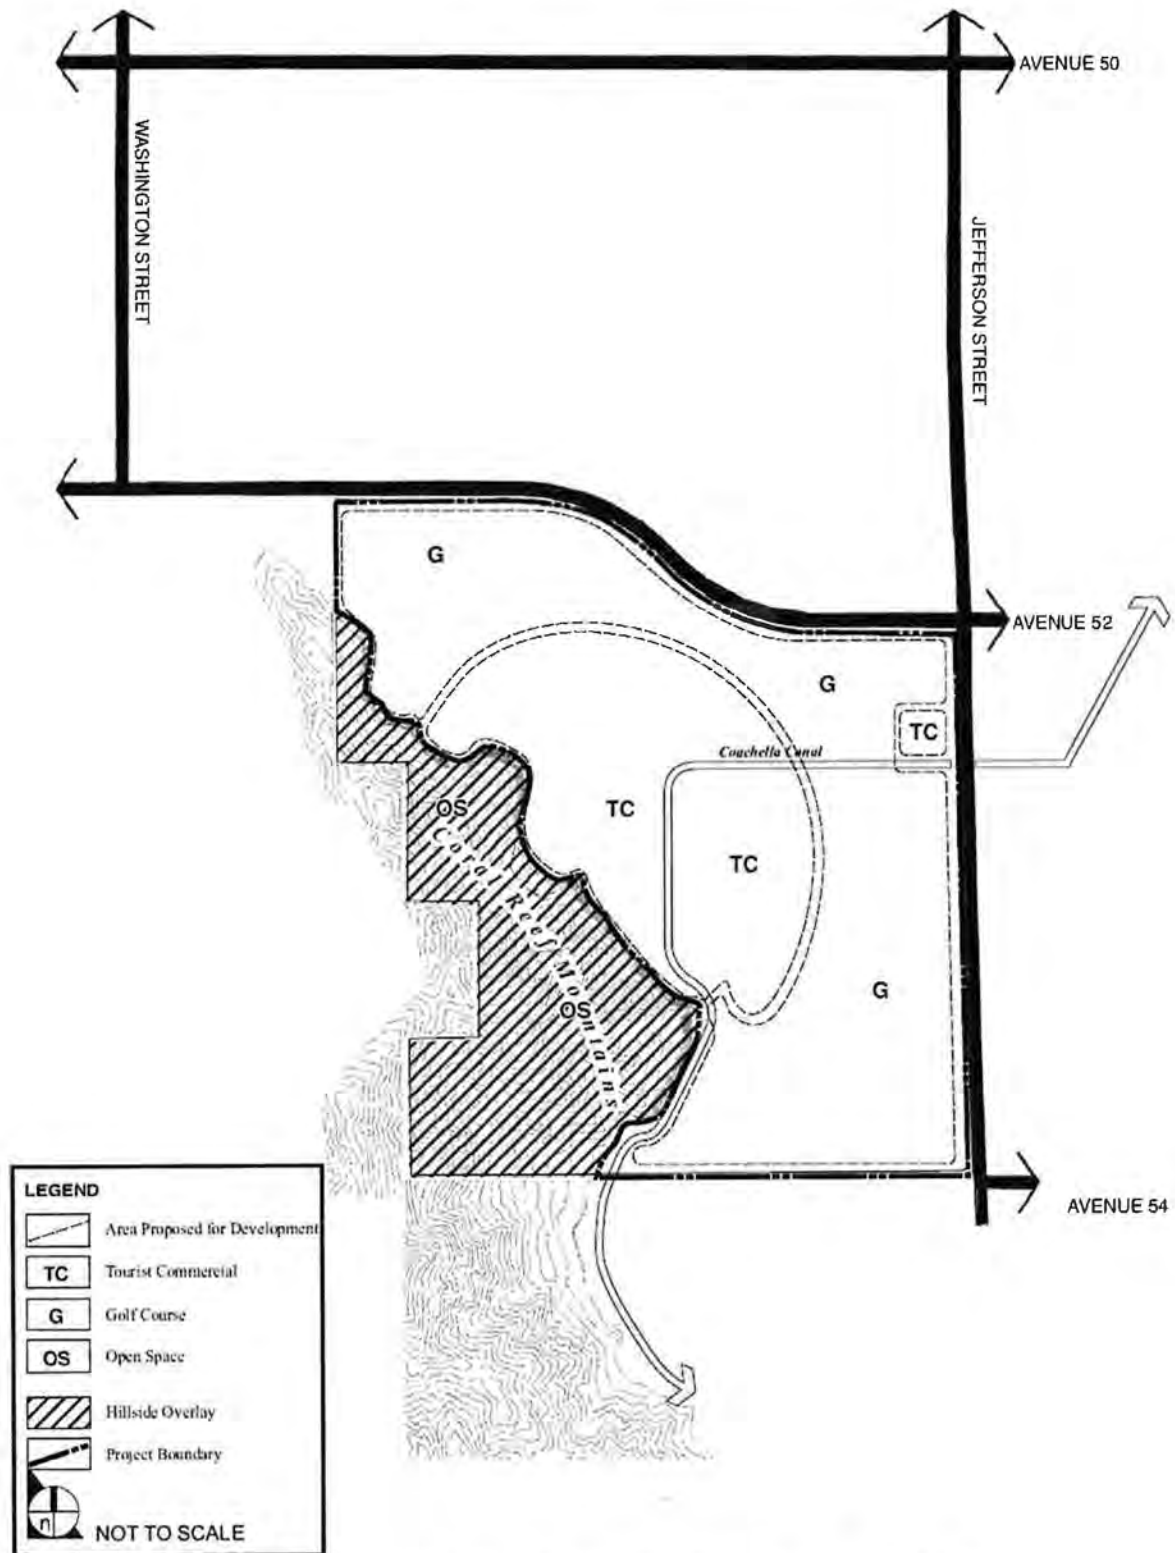 AVENUE 50
WASHINGTON STREET
JEFFERSON STREET
G
AVENUE 52
G
TC
Coachella Canal
OS
TC
TC
Coral Reef Mountains
OS
G
AVENUE 54
LEGEND
Area Proposed for Development
TC Tourist Commercial
G Golf Course
OS Open Space
Hillside Overlay
Project Boundary
n NOT TO SCALE